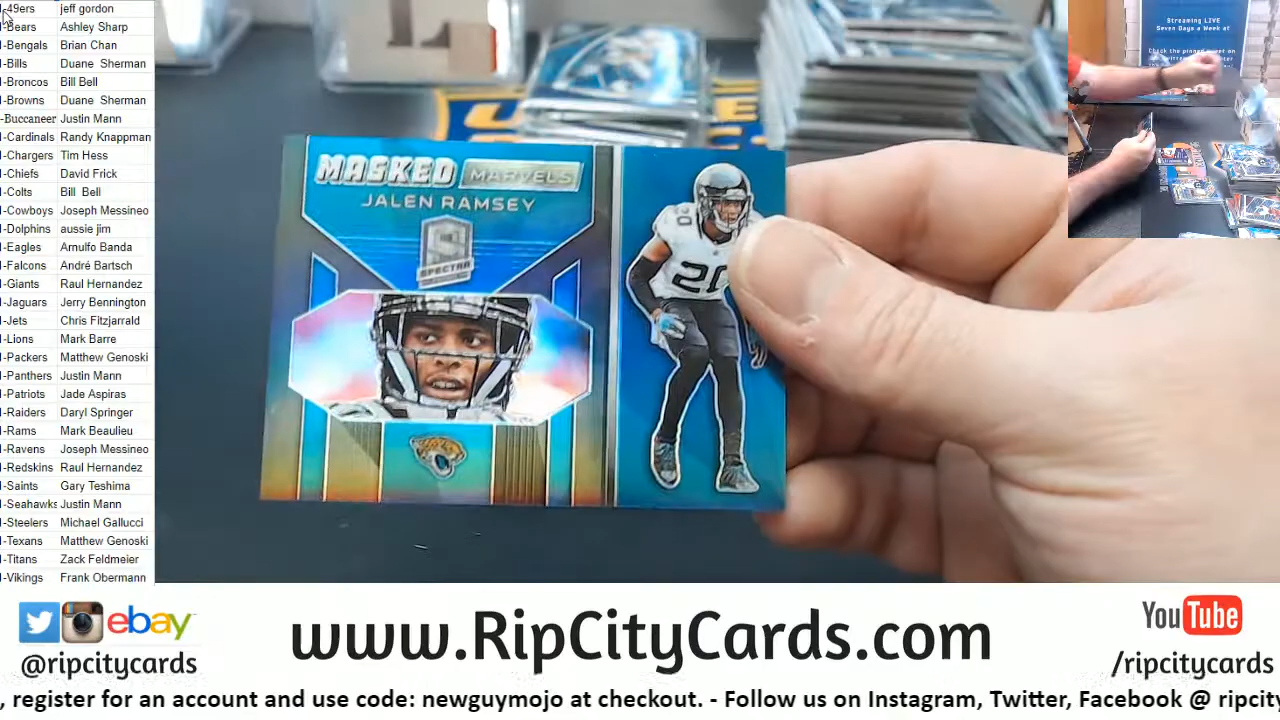 -49ers jeff gordon
-Bears Ashley Sharp
-Bengals Brian Chan
-Bills Duane Sherman
-Broncos Bill Bell
-Browns Duane Sherman
-Buccaneer Justin Mann
-Cardinals Randy Knappman
-Chargers Tim Hess
-Chiefs David Frick
-Colts Bill Bell
-Cowboys Joseph Messineo
-Dolphins aussie jim
-Eagles Arnulfo Banda
-Falcons André Bartsch
-Giants Raul Hernandez
-Jaguars Jerry Bennington
-Jets Chris Fitzjarrald
-Lions Mark Barre
-Packers Matthew Genoski
-Panthers Justin Mann
-Patriots Jade Aspiras
-Raiders Daryl Springer
-Rams Mark Beaulieu
-Ravens Joseph Messineo
-Redskins Raul Hernandez
-Saints Gary Teshima
-Seahawks Justin Mann
-Steelers Michael Gallucci
-Texans Matthew Genoski
-Titans Zack Feldmeier
-Vikings Frank Obermann
MASKED MARVELS
JALEN RAMSEY
S
SPECTRA
20
20
Streaming LIVE
Seven Days a Week at
ebay
@ripcitycards
www.RipCityCards.com
YouTube
/ripcitycards
, register for an account and use code: newguymojo at checkout. - Follow us on Instagram, Twitter, Facebook @ ripcity